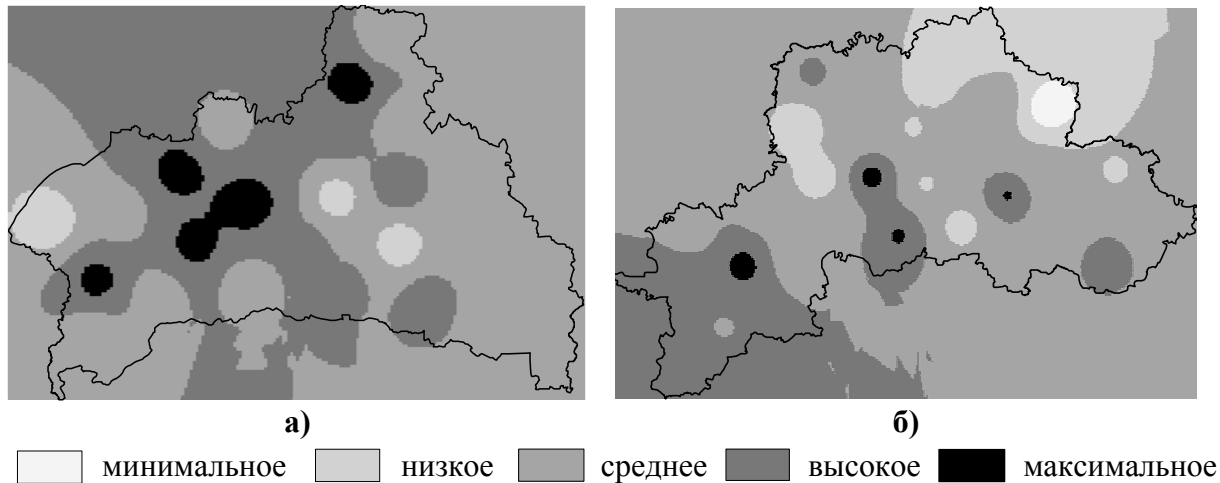 а) б)
минимальное низкое среднее высокое максимальное